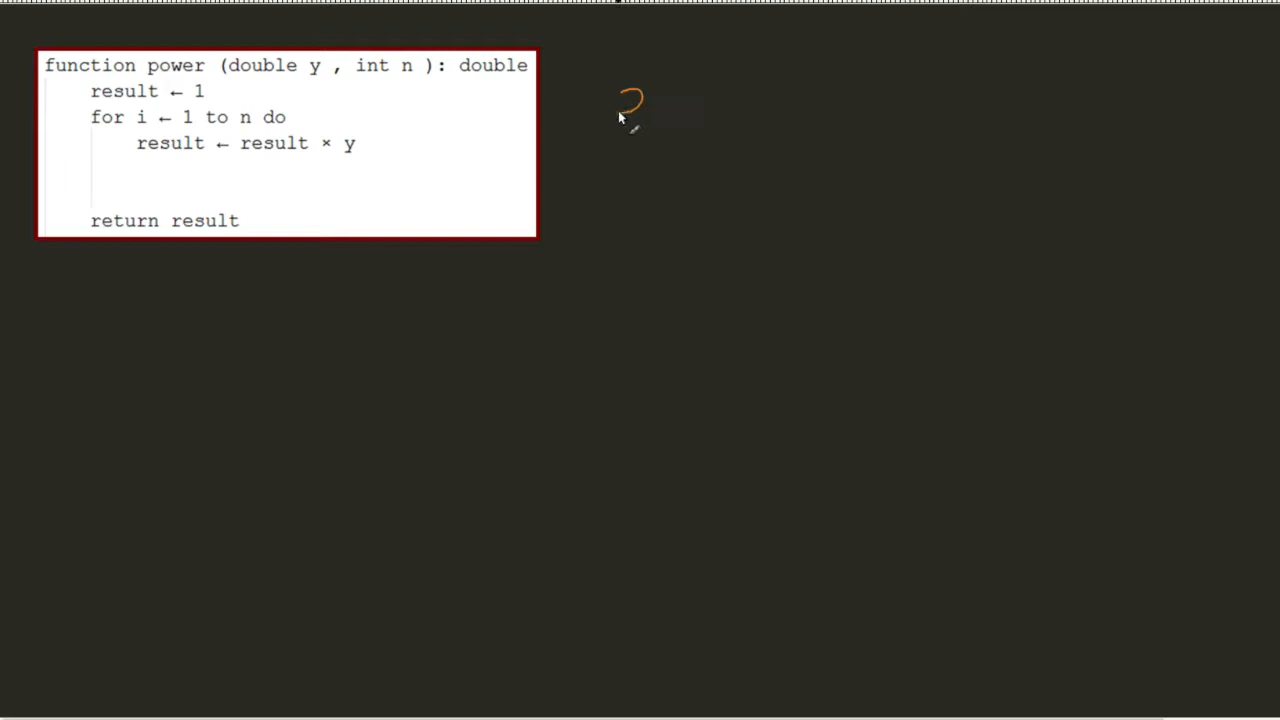 function power (double y , int n ): double
result ← 1
for i ← 1 to n do
result ← result × y
return result